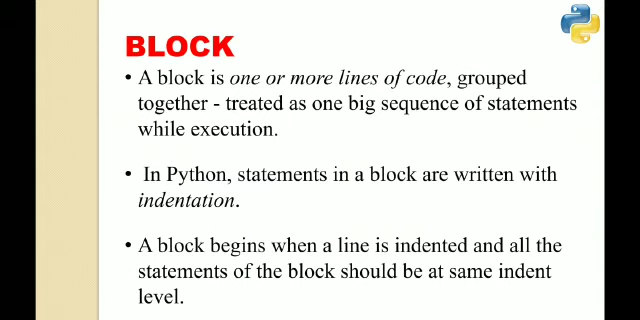 BLOCK
• A block is one or more lines of code, grouped
together - treated as one big sequence of statements
while execution.
• In Python, statements in a block are written with
indentation.
• A block begins when a line is indented and all the
statements of the block should be at same indent
level.